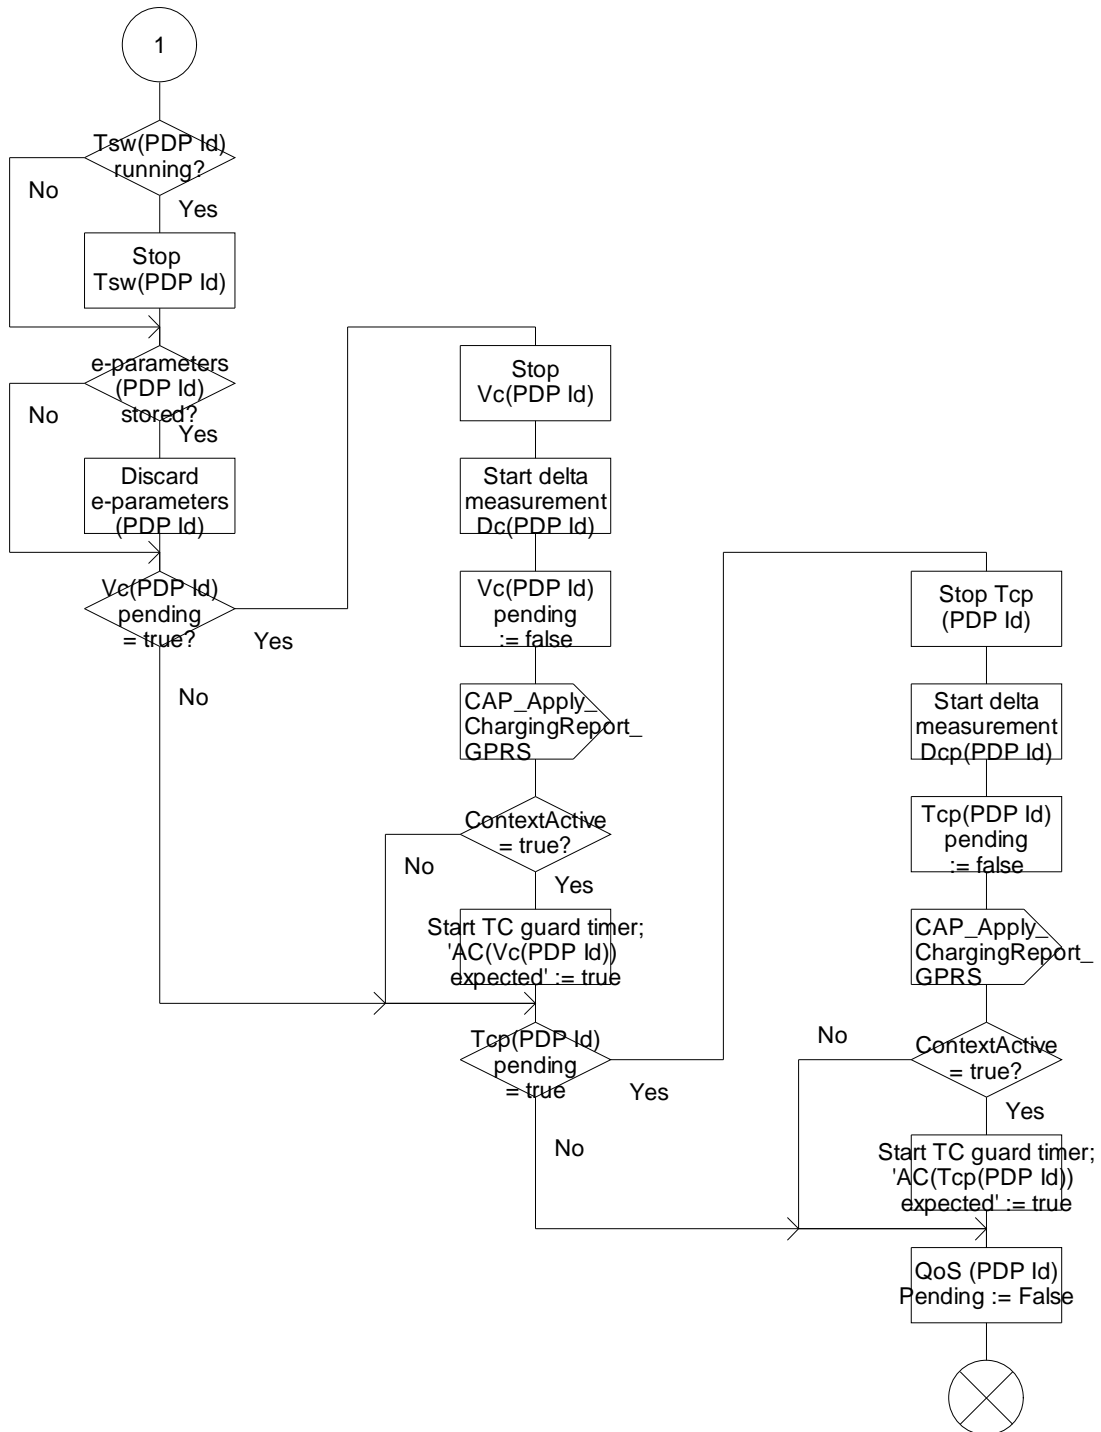 1
Tsw(PDP Id)
running?
No
Yes
Stop
Tsw(PDP Id)
e-parameters
(PDP Id)
stored?
No
Yes
Discard
e-parameters
(PDP Id)
Vc(PDP Id)
pending
= true?
Yes
No
Stop
Vc(PDP Id)
Start delta
measurement
Dc(PDP Id)
Vc(PDP Id)
pending
:= false
CAP_Apply_
ChargingReport_
GPRS
ContextActive
= true?
No
Yes
Start TC guard timer;
'AC(Vc(PDP Id))
expected' := true
Tcp(PDP Id)
pending
= true
Yes
No
Stop Tcp
(PDP Id)
Start delta
measurement
Dcp(PDP Id)
Tcp(PDP Id)
pending
:= false
CAP_Apply_
ChargingReport_
GPRS
No
ContextActive
= true?
Yes
Start TC guard timer;
'AC(Tcp(PDP Id))
expected' := true
QoS (PDP Id)
Pending := False